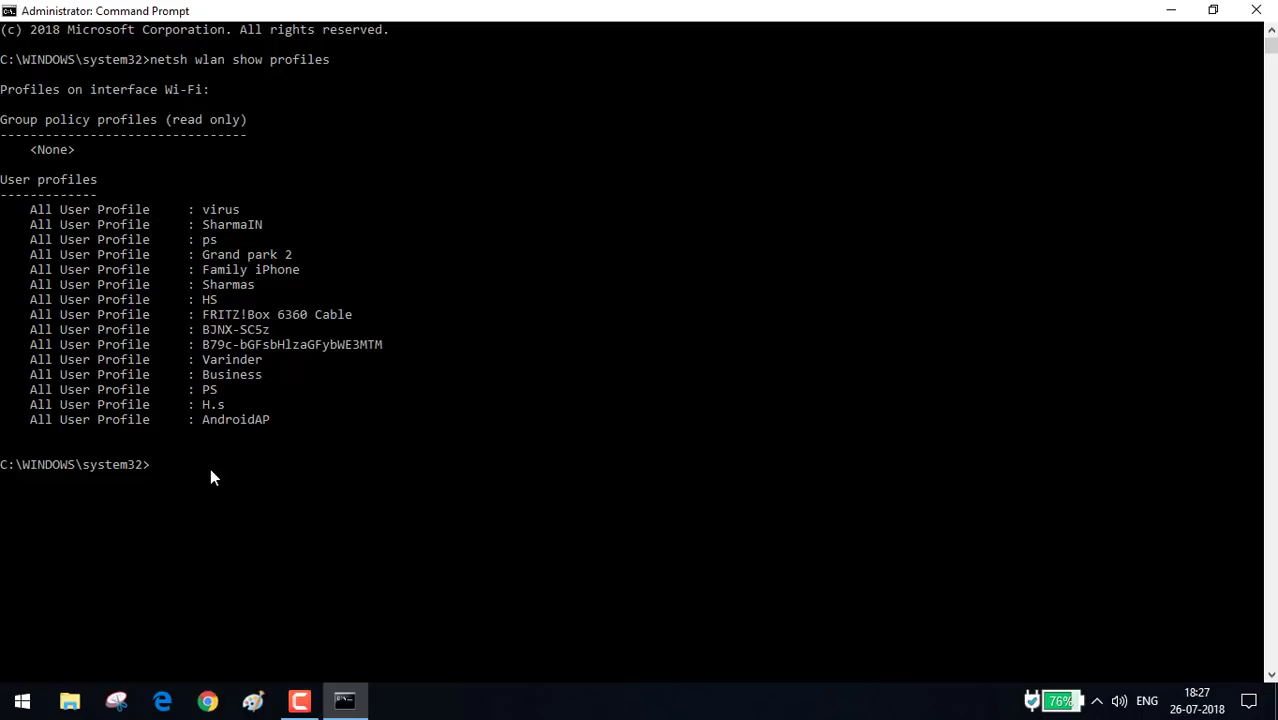 Administrator: Command Prompt
(c) 2018 Microsoft Corporation. All rights reserved.
C:\WINDOWS\system32>netsh wlan show profiles
Profiles on interface Wi-Fi:
Group policy profiles (read only)
---------------------------------
    <None>
User profiles
-------------
    All User Profile     : virus
    All User Profile     : SharmaIN
    All User Profile     : ps
    All User Profile     : Grand park 2
    All User Profile     : Family iPhone
    All User Profile     : Sharmas
    All User Profile     : HS
    All User Profile     : FRITZ!Box 6360 Cable
    All User Profile     : BJNX-SC5z
    All User Profile     : B79c-bGFsbHlzaGFybWE3MTM
    All User Profile     : Varinder
    All User Profile     : Business
    All User Profile     : PS
    All User Profile     : H.s
    All User Profile     : AndroidAP
C:\WINDOWS\system32>
76%
ENG
18:27
26-07-2018